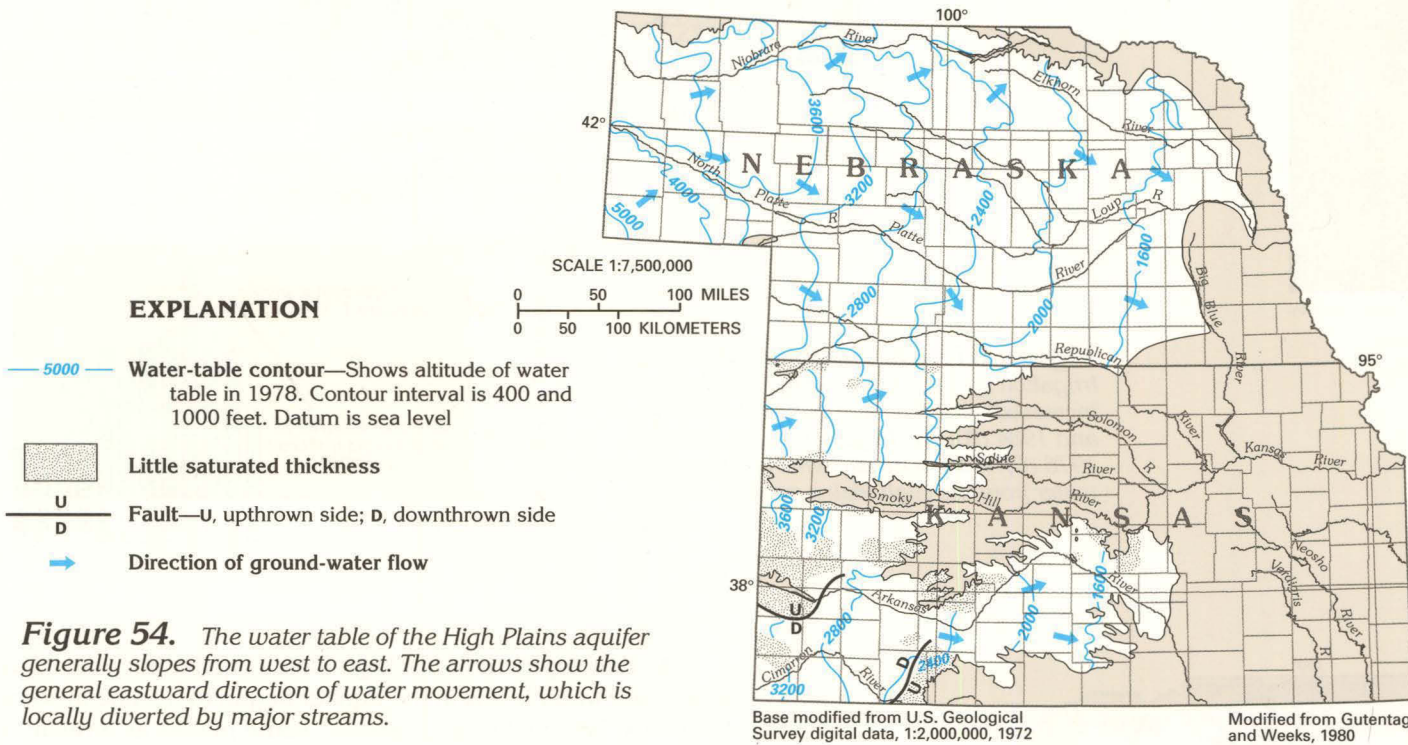 100°
Niobrara
River
Elkhorn
River
3600
42°
N E B R A S K A
North
Platte
R
4000
5000
3200
2400
Loup
R
Platte
River
1600
SCALE 1:7,500,000
0 50 100 MILES
0 50 100 KILOMETERS
2800
2000
Big Blue
River
Republican
95°
EXPLANATION
5000
Water-table contour—Shows altitude of water
table in 1978. Contour interval is 400 and
1000 feet. Datum is sea level
Little saturated thickness
U
D
Fault—U, upthrown side; D, downthrown side
Direction of ground-water flow
Solomon
River
R
Saline
River
Kansas
River
Smoky
Hill
River
K A N S A S
3600
3200
Neosho
River
Verdigris
R
38°
U
D
Arkansas
River
1600
2000
2800
D
U
2400
Cimarron
River
3200
Figure 54. The water table of the High Plains aquifer
generally slopes from west to east. The arrows show the
general eastward direction of water movement, which is
locally diverted by major streams.
Base modified from U.S. Geological
Survey digital data, 1:2,000,000, 1972
Modified from Gutentag
and Weeks, 1980